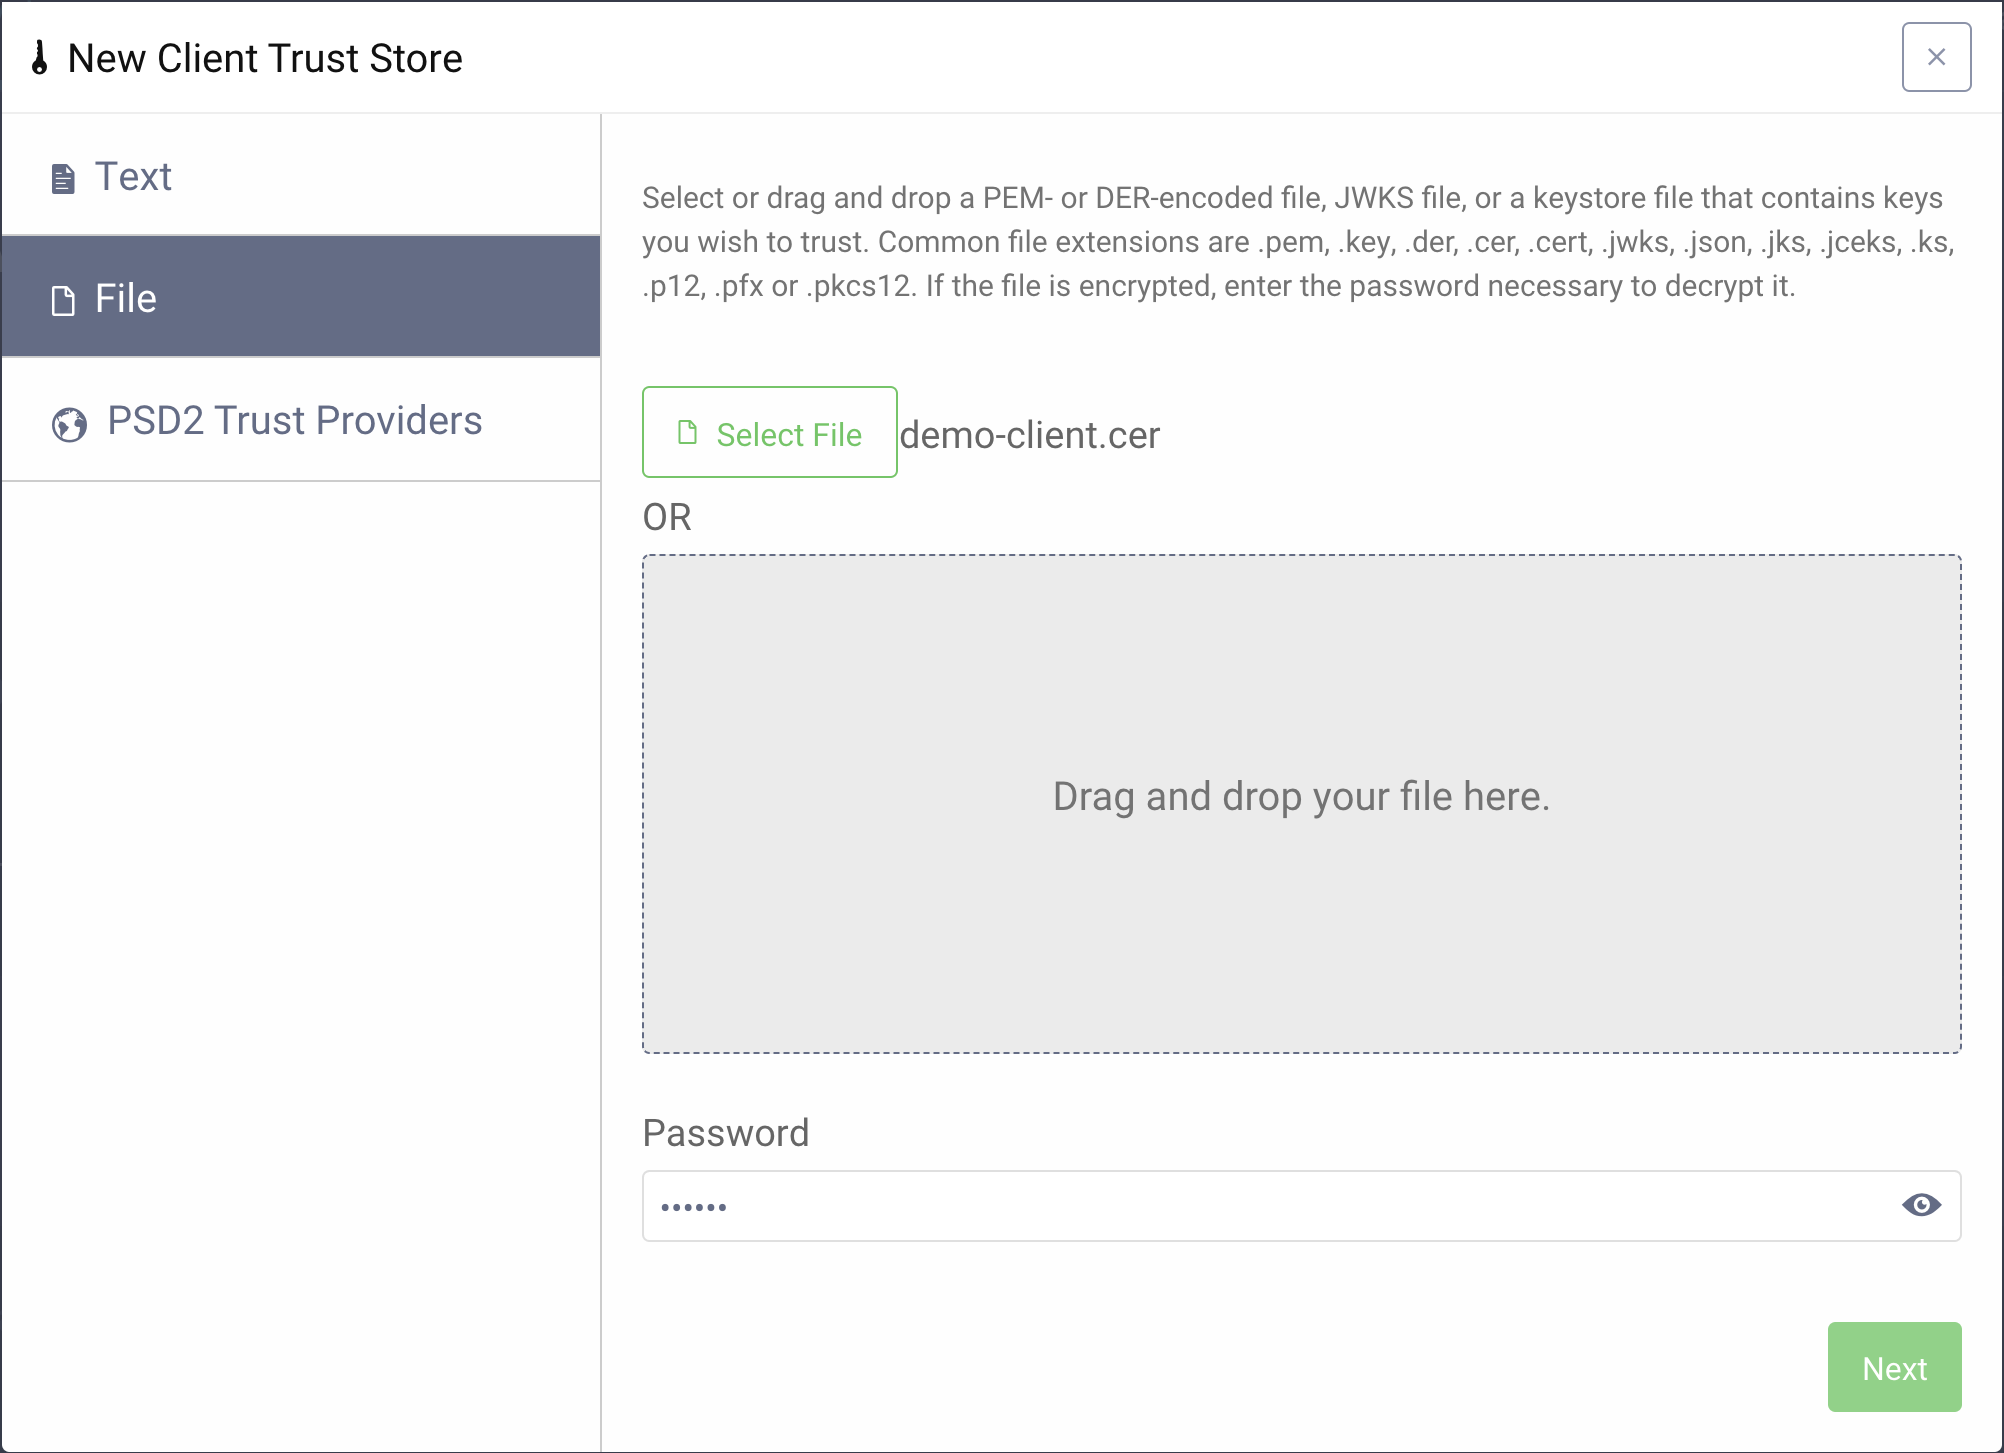 New Client Trust Store
Text
File
PSD2 Trust Providers
Select or drag and drop a PEM- or DER-encoded file, JWKS file, or a keystore file that contains keys
you wish to trust. Common file extensions are .pem, .key, .der, .cer, .cert, .jwks, .json, .jks, .jceks, .ks,
.p12, .pfx or .pkcs12. If the file is encrypted, enter the password necessary to decrypt it.
Select File demo-client.cer
OR
Drag and drop your file here.
Password
••••••
Next